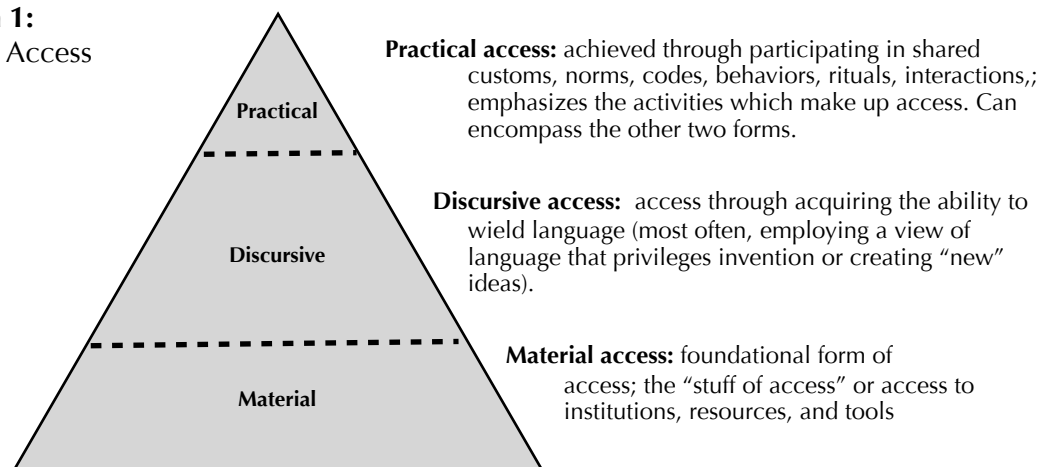 1:
Access
Practical access: achieved through participating in shared
customs, norms, codes, behaviors, rituals, interactions,;
emphasizes the activities which make up access. Can
encompass the other two forms.
Practical
Discursive access: access through acquiring the ability to
wield language (most often, employing a view of
language that privileges invention or creating “new”
ideas).
Discursive
Material access: foundational form of
access; the “stuff of access” or access to
institutions, resources, and tools
Material